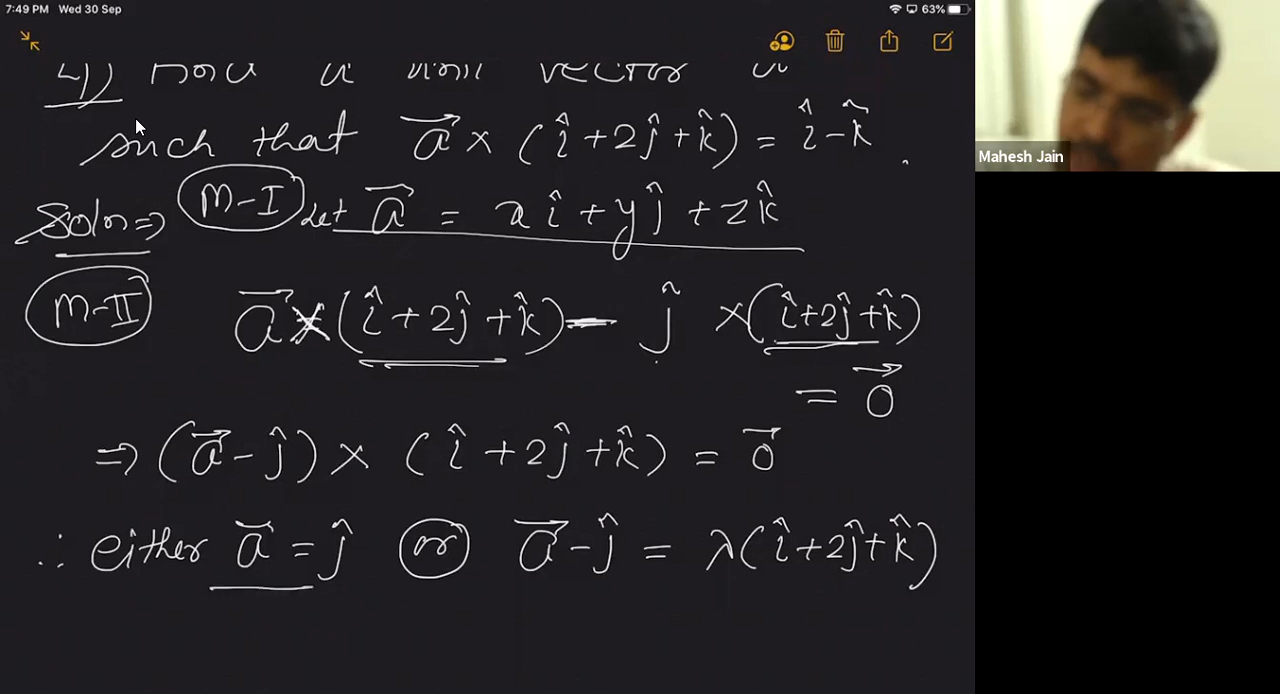 7:49 PM Wed 30 Sep 63%
vector
such that a⃗ × (î + 2ĵ + k̂) = î - k̂ .
Soln ⇒ M-I Let a⃗ = xî + yĵ + zk̂
M-II a⃗ × (î + 2ĵ + k̂) - ĵ × (î + 2ĵ + k̂)
= 0⃗
⇒ (a⃗ - ĵ) × (î + 2ĵ + k̂) = 0⃗
∴ either a⃗ = ĵ or a⃗ - ĵ = λ(î + 2ĵ + k̂)
Mahesh Jain